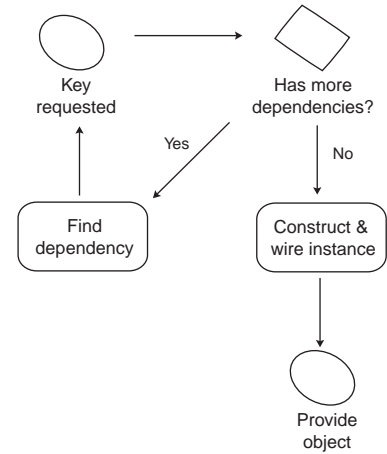 Key
requested
Has more
dependencies?
Yes
No
Find
dependency
Construct &
wire instance
Provide
object